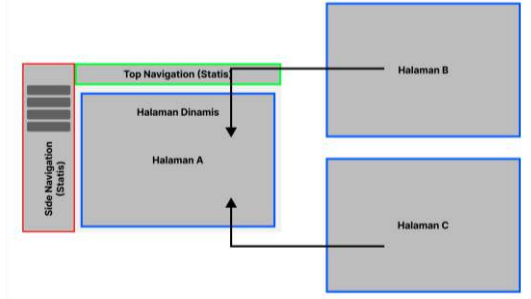 Top Navigation (Statis)
Halaman Dinamis
Halaman A
Side Navigation
(Statis)
Halaman B
Halaman C